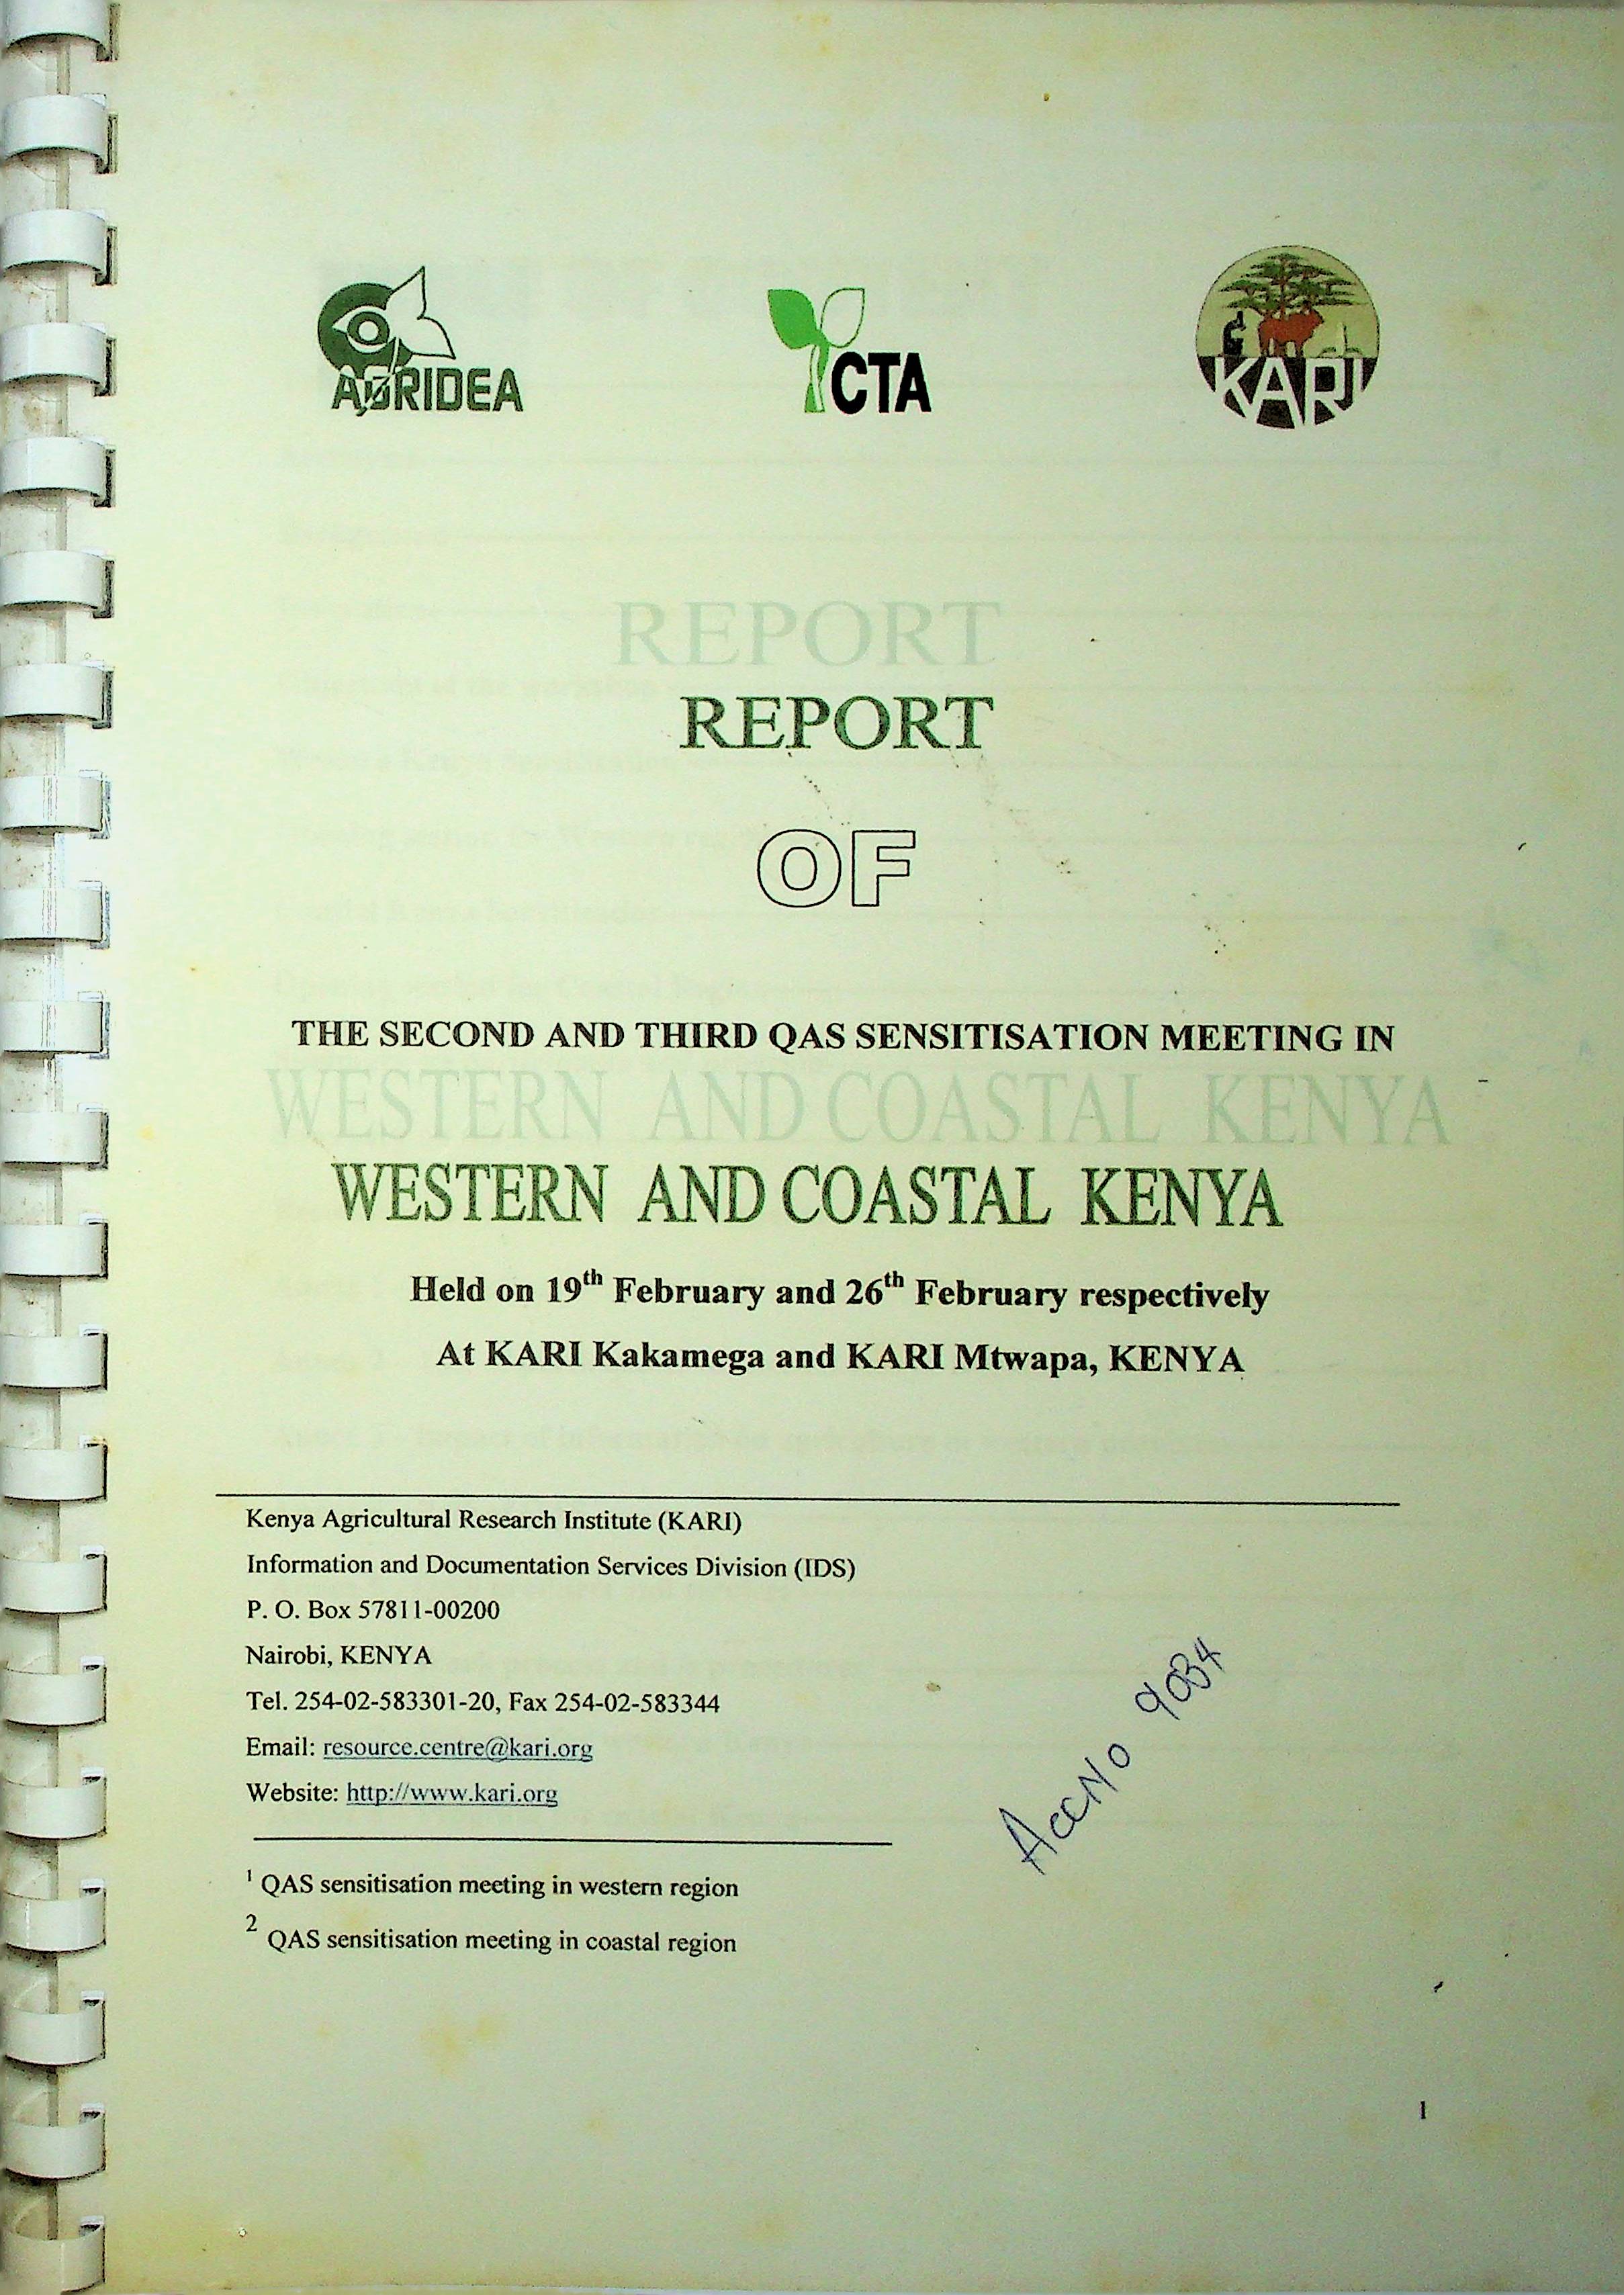 AGRIDEA
CTA
KARI
REPORT
OF
THE SECOND AND THIRD QAS SENSITISATION MEETING IN
WESTERN AND COASTAL KENYA
Held on 19th February and 26th February respectively
At KARI Kakamega and KARI Mtwapa, KENYA
Kenya Agricultural Research Institute (KARI)
Information and Documentation Services Division (IDS)
P. O. Box 57811-00200
Nairobi, KENYA
Tel. 254-02-583301-20, Fax 254-02-583344
Email: resource.centre@kari.org
Website: http://www.kari.org
AccNo 9034
1 QAS sensitisation meeting in western region
2 QAS sensitisation meeting in coastal region
1